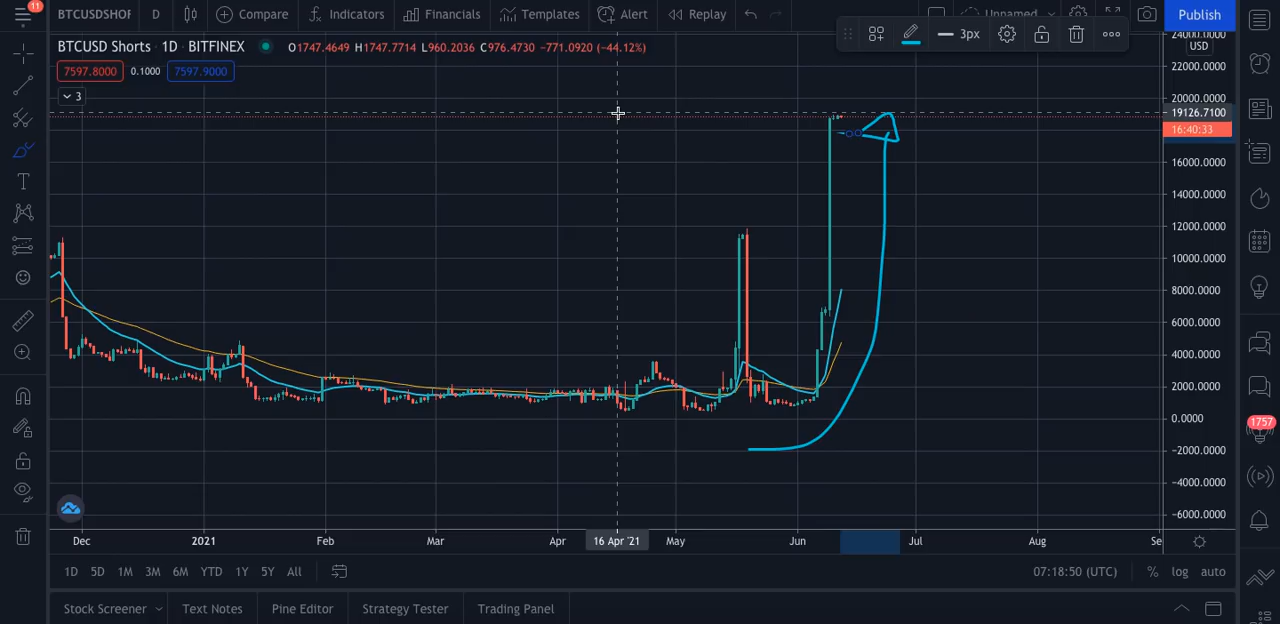 11
BTCUSDSHOR
D
Compare
Indicators
Financials
Templates
Alert
Replay
Unnamed
Publish
BTCUSD Shorts · 1D · BITFINEX
O1747.4649 H1747.7714 L960.2036 C976.4730 −771.0920 (−44.12%)
3px
24000.0000
USD
7597.8000
0.1000
7597.9000
3
22000.0000
20000.0000
19126.7100
16:40:33
16000.0000
14000.0000
12000.0000
10000.0000
8000.0000
6000.0000
4000.0000
2000.0000
0.0000
−2000.0000
−4000.0000
−6000.0000
1757
Dec
2021
Feb
Mar
Apr
16 Apr '21
May
Jun
Jul
Aug
Se
1D 5D 1M 3M 6M YTD 1Y 5Y All
07:18:50 (UTC)
% log auto
Stock Screener
Text Notes
Pine Editor
Strategy Tester
Trading Panel